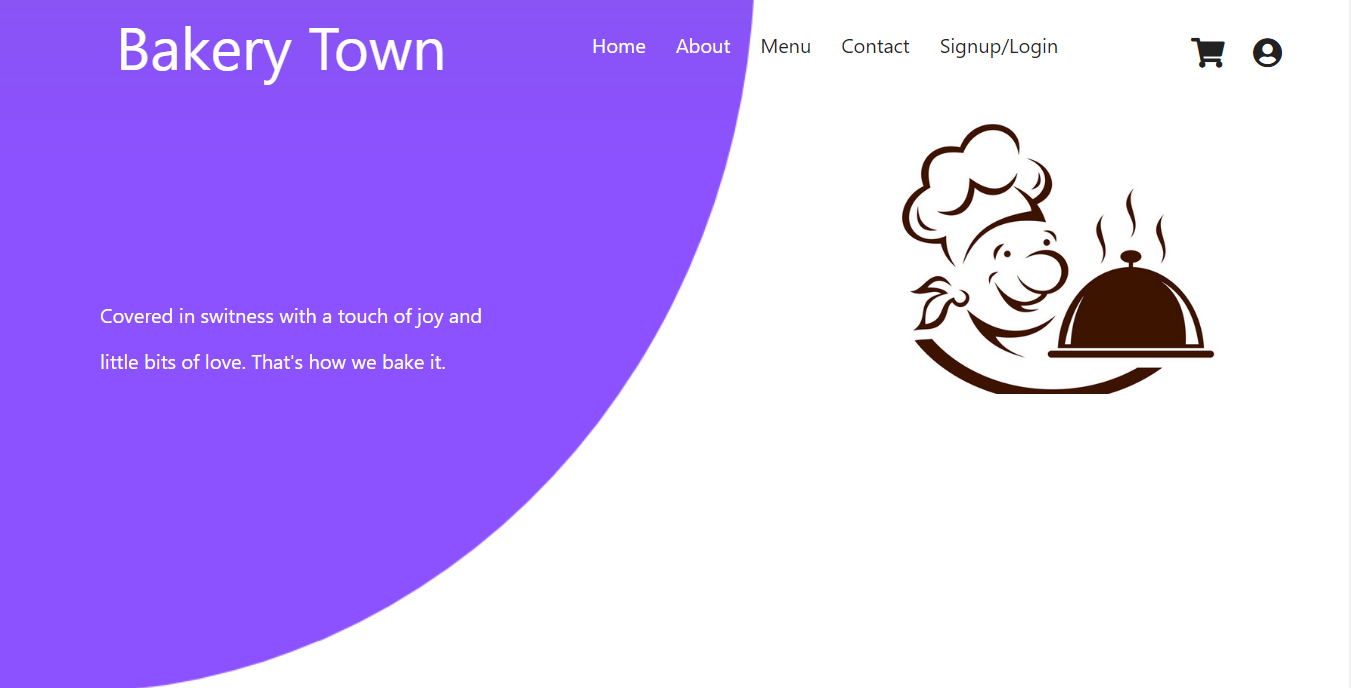 Bakery Town
Home About Menu Contact Signup/Login
Covered in switness with a touch of joy and
little bits of love. That's how we bake it.